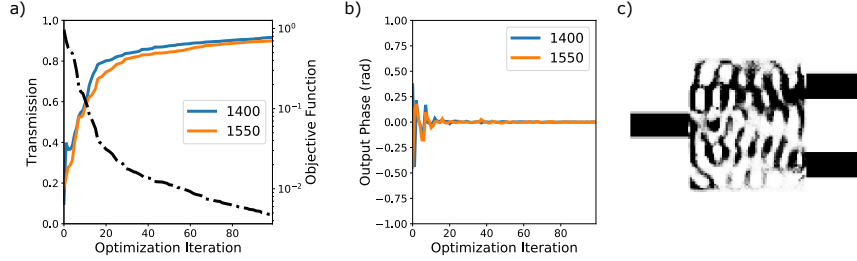 a)
1.0
0.8
0.6
0.4
0.2
0.0
Transmission
1400
1550
10⁰
10⁻¹
10⁻²
Objective Function
0 20 40 60 80
Optimization Iteration
b)
1.00
0.75
0.50
0.25
0.00
−0.25
−0.50
−0.75
−1.00
Output Phase (rad)
1400
1550
0 20 40 60 80
Optimization Iteration
c)